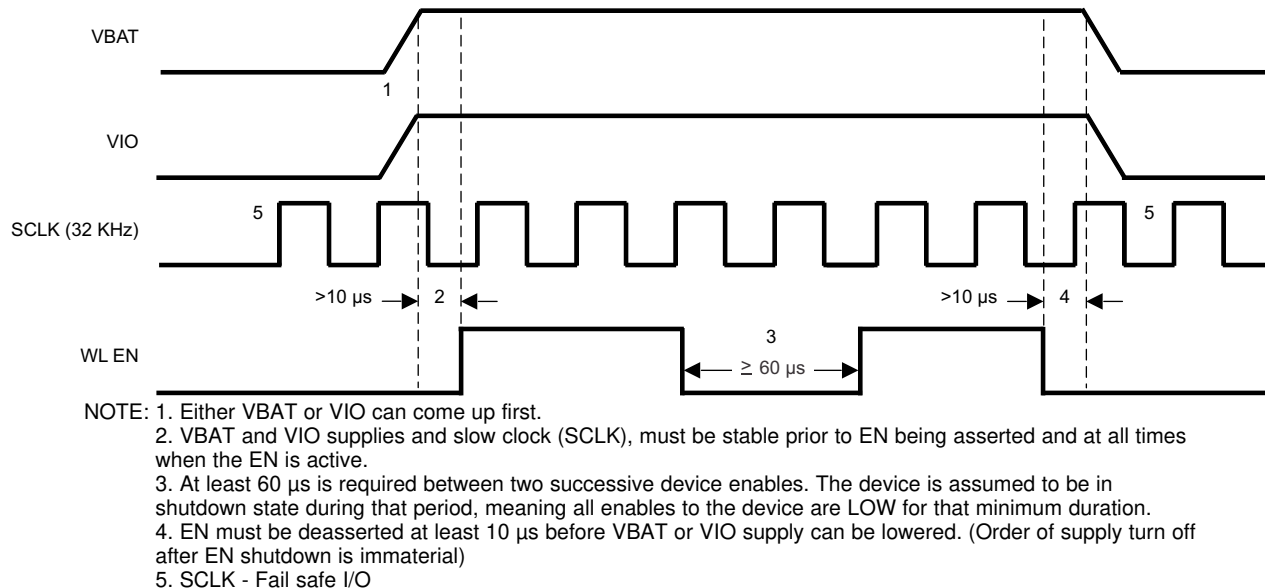 VBAT
1
VIO
5
5
SCLK (32 KHz)
>10 µs
2
>10 µs
4
3
WL EN
≥ 60 µs
NOTE: 1. Either VBAT or VIO can come up first.
2. VBAT and VIO supplies and slow clock (SCLK), must be stable prior to EN being asserted and at all times
when the EN is active.
3. At least 60 µs is required between two successive device enables. The device is assumed to be in
shutdown state during that period, meaning all enables to the device are LOW for that minimum duration.
4. EN must be deasserted at least 10 µs before VBAT or VIO supply can be lowered. (Order of supply turn off
after EN shutdown is immaterial)
5. SCLK - Fail safe I/O